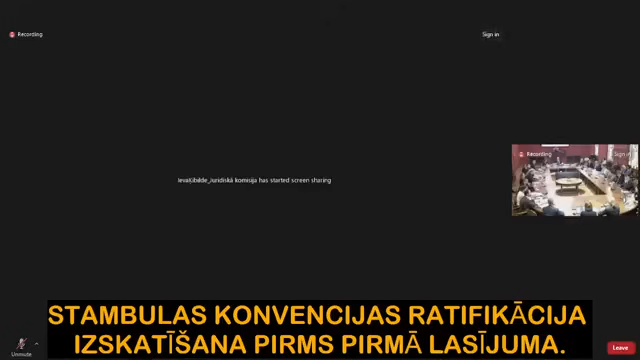 Recording
Sign in
Recording
Sign in
Ievaiķibilde_Juridiskā komisija has started screen sharing
STAMBULAS KONVENCIJAS RATIFIKĀCIJA
IZSKATĪŠANA PIRMS PIRMĀ LASĪJUMA.
Unmute
Leave